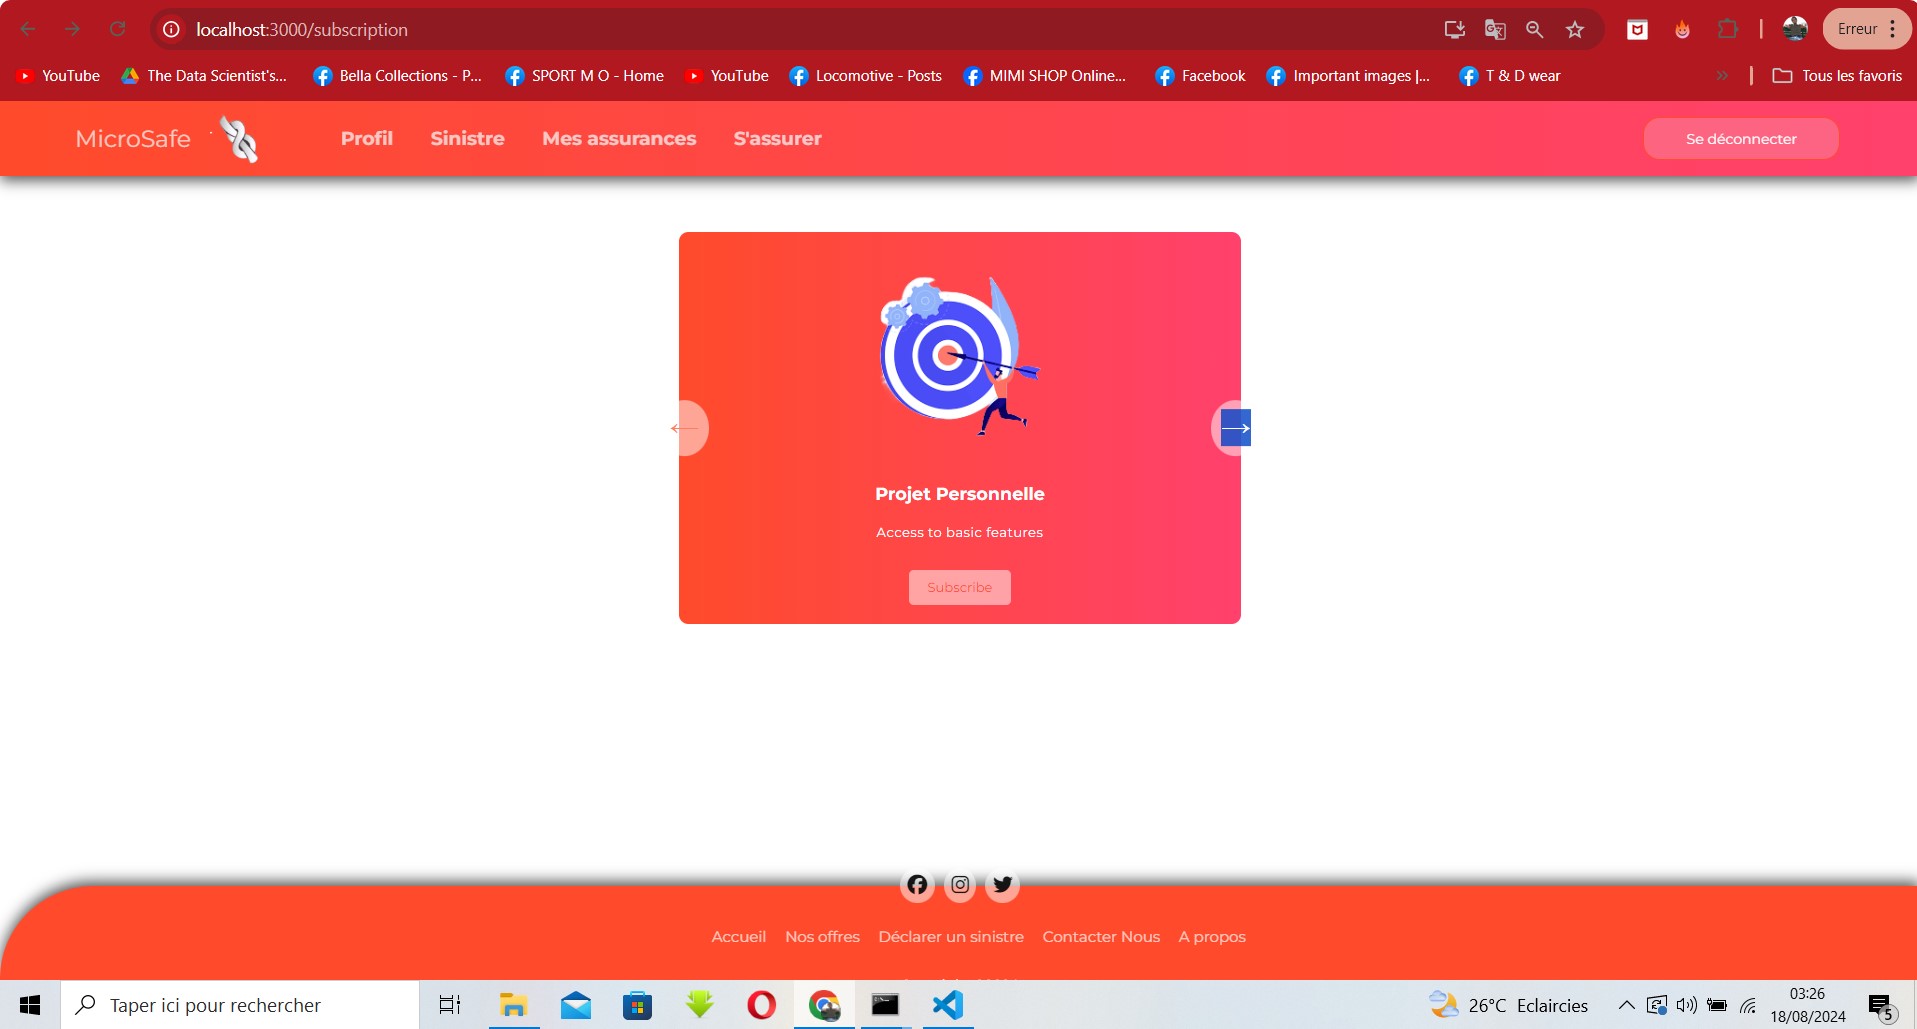 localhost:3000/subscription
Erreur
YouTube The Data Scientist's... Bella Collections - P... SPORT M O - Home YouTube Locomotive - Posts MIMI SHOP Online... Facebook Important images |... T & D wear » Tous les favoris
MicroSafe Profil Sinistre Mes assurances S'assurer Se déconnecter
← →
Projet Personnelle
Access to basic features
Subscribe
Accueil Nos offres Déclarer un sinistre Contacter Nous A propos
Taper ici pour rechercher
26°C Eclaircies
03:26
18/08/2024
5